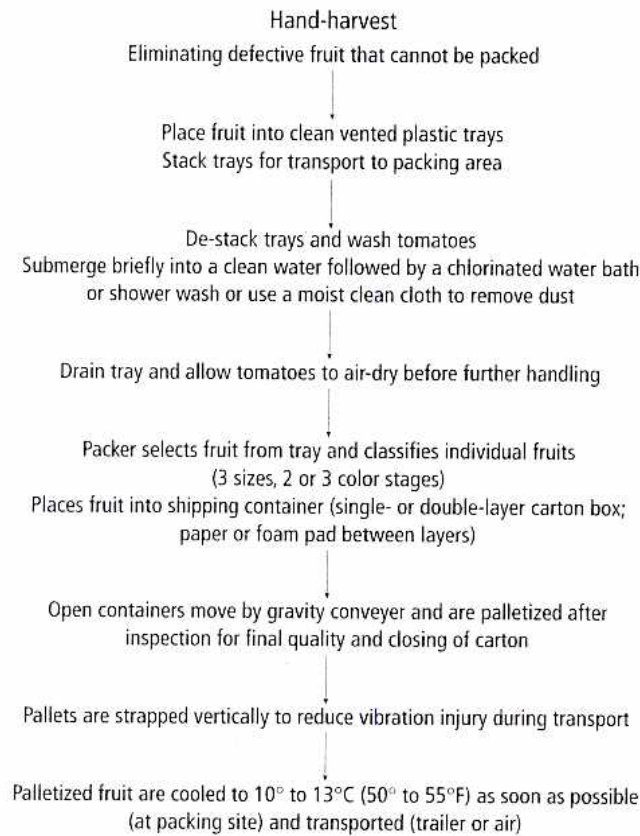 Hand-harvest
Eliminating defective fruit that cannot be packed
Place fruit into clean vented plastic trays
Stack trays for transport to packing area
De-stack trays and wash tomatoes
Submerge briefly into a clean water followed by a chlorinated water bath
or shower wash or use a moist clean cloth to remove dust
Drain tray and allow tomatoes to air-dry before further handling
Packer selects fruit from tray and classifies individual fruits
(3 sizes, 2 or 3 color stages)
Places fruit into shipping container (single- or double-layer carton box;
paper or foam pad between layers)
Open containers move by gravity conveyer and are palletized after
inspection for final quality and closing of carton
Pallets are strapped vertically to reduce vibration injury during transport
Palletized fruit are cooled to 10° to 13°C (50° to 55°F) as soon as possible
(at packing site) and transported (trailer or air)